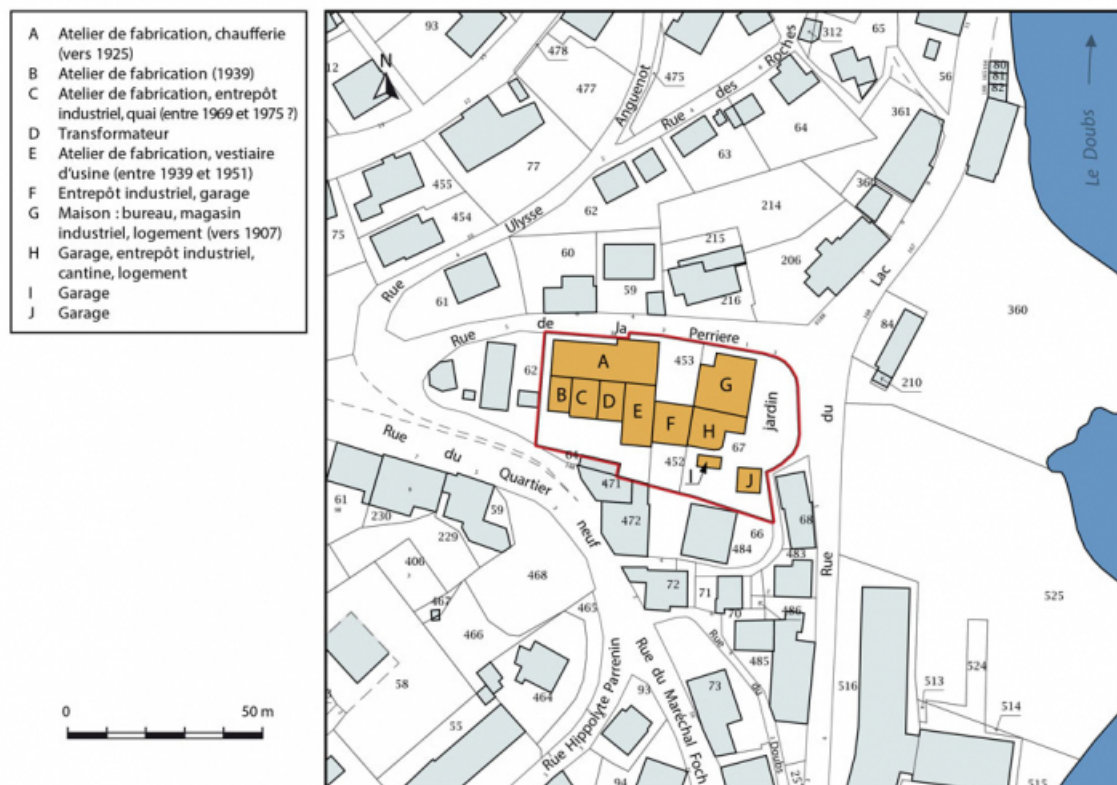 A Atelier de fabrication, chaufferie
(vers 1925)
B Atelier de fabrication (1939)
C Atelier de fabrication, entrepôt
industriel, quai (entre 1969 et 1975 ?)
D Transformateur
E Atelier de fabrication, vestiaire
d'usine (entre 1939 et 1951)
F Entrepôt industriel, garage
G Maison : bureau, magasin
industriel, logement (vers 1907)
H Garage, entrepôt industriel,
cantine, logement
I Garage
J Garage
0 50 m
N
Le Doubs
93
478
477
475
312
65
56
80
81
82
361
64
63
77
455
454
75
62
214
215
206
216
60
59
61
360
84
210
Rue Ulysse Anguenot
Rue des Roches
Rue de la Perriere
Rue du Lac
62
A
B
C
D
E
F
G
H
I
J
453
452
67
jardin
471
472
66
484
68
483
Rue du Quartier neuf
61
230
229
59
406
467
466
468
465
464
58
55
72
71
70
486
485
73
93
94
Rue Hippolyte Parrenin
Rue du Maréchal Foch
Rue du Doubs
516
513
524
514
525
515